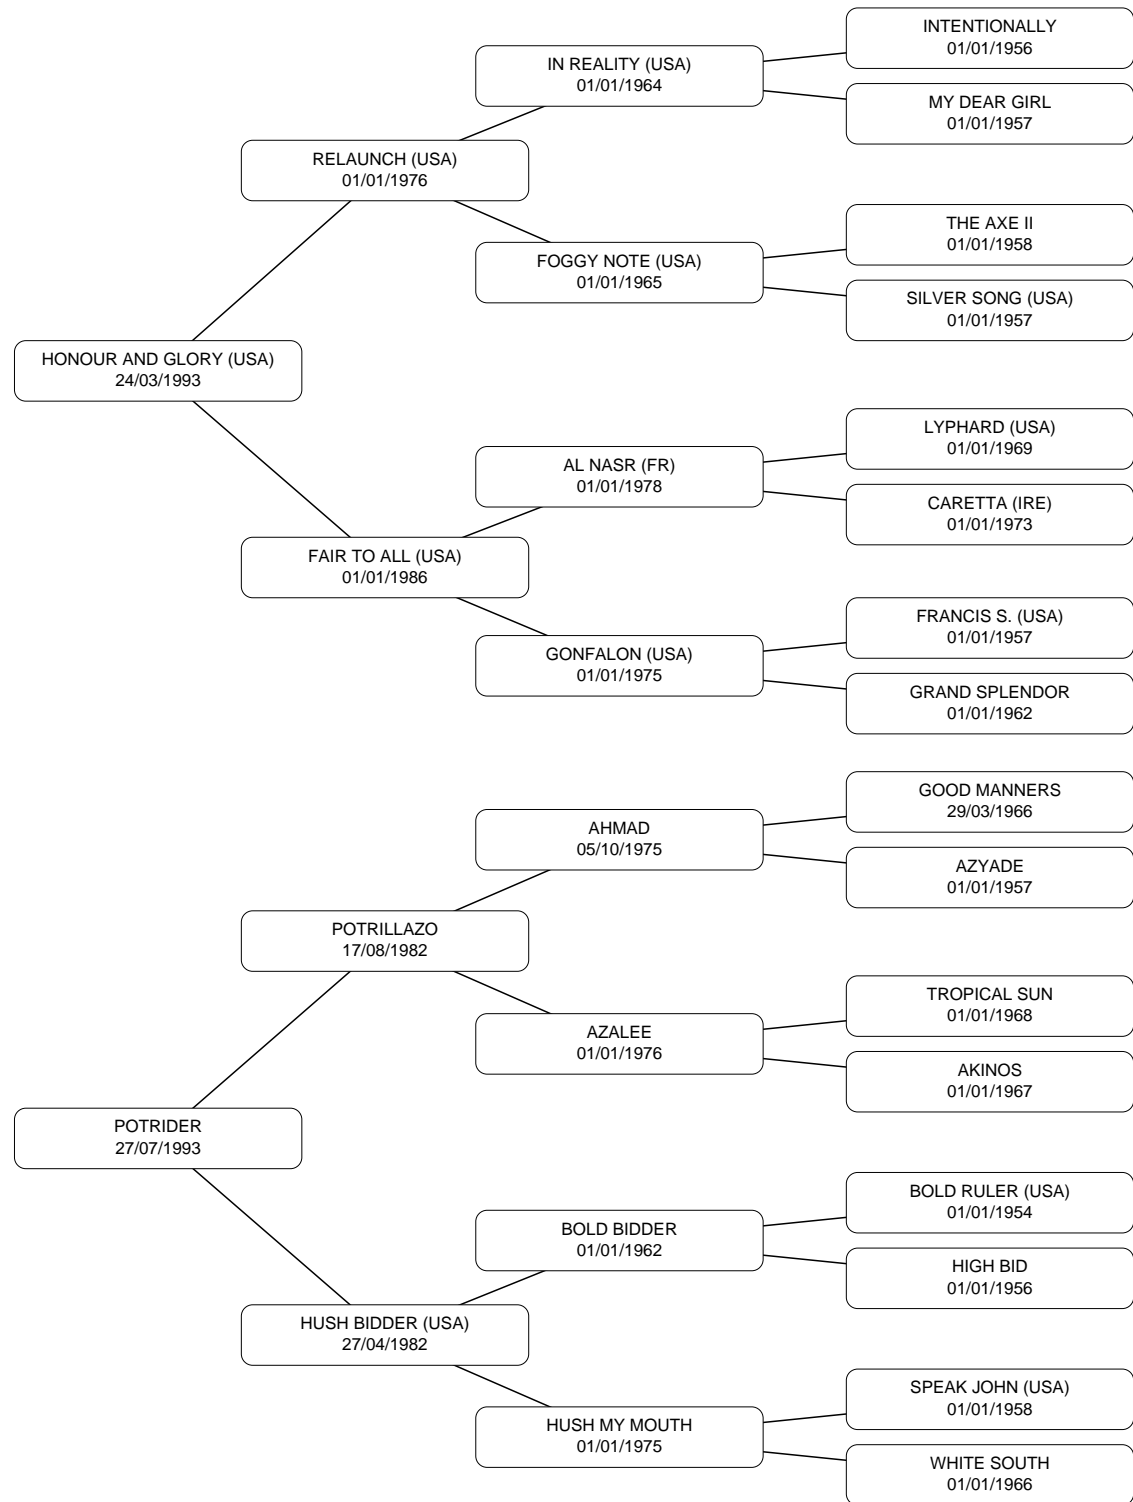 INTENTIONALLY
01/01/1956
IN REALITY (USA)
01/01/1964
MY DEAR GIRL
01/01/1957
RELAUNCH (USA)
01/01/1976
THE AXE II
01/01/1958
FOGGY NOTE (USA)
01/01/1965
SILVER SONG (USA)
01/01/1957
HONOUR AND GLORY (USA)
24/03/1993
LYPHARD (USA)
01/01/1969
AL NASR (FR)
01/01/1978
CARETTA (IRE)
01/01/1973
FAIR TO ALL (USA)
01/01/1986
FRANCIS S. (USA)
01/01/1957
GONFALON (USA)
01/01/1975
GRAND SPLENDOR
01/01/1962
GOOD MANNERS
29/03/1966
AHMAD
05/10/1975
AZYADE
01/01/1957
POTRILLAZO
17/08/1982
TROPICAL SUN
01/01/1968
AZALEE
01/01/1976
AKINOS
01/01/1967
POTRIDER
27/07/1993
BOLD RULER (USA)
01/01/1954
BOLD BIDDER
01/01/1962
HIGH BID
01/01/1956
HUSH BIDDER (USA)
27/04/1982
SPEAK JOHN (USA)
01/01/1958
HUSH MY MOUTH
01/01/1975
WHITE SOUTH
01/01/1966